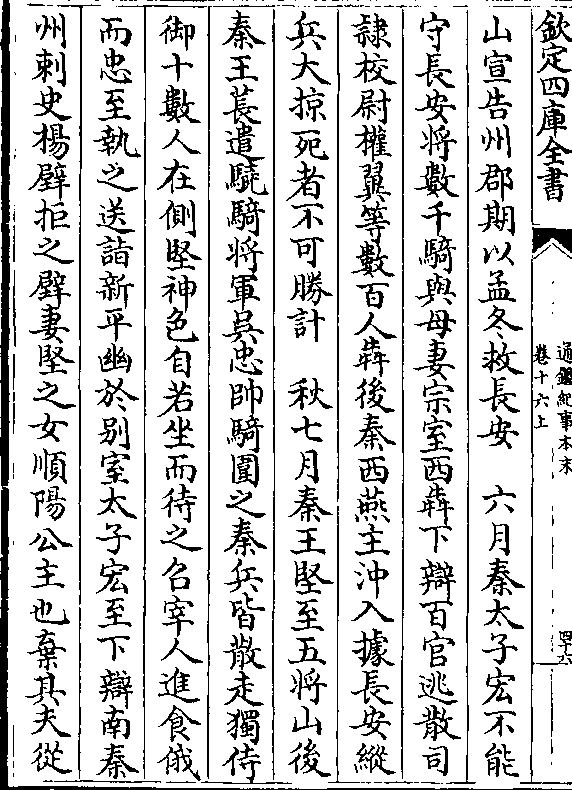 欽定四庫全書
通鑑紀事本末
卷十六上
四十六
山宣告州郡期以孟冬救長安　六月秦太子宏不能
守長安将數千騎與母妻宗室西犇下辯百官逃散司
隷校尉權翼等數百人犇後秦西燕主沖入據長安縱
兵大掠死者不可勝計　秋七月秦王堅至五將山後
秦王萇遣驍騎將軍吳忠帥騎圍之秦兵皆散走獨侍
御十數人在側堅神色自若坐而待之召宰人進食俄
而忠至執之送詣新平幽於别室太子宏至下辯南秦
州刺史楊璧拒之璧妻堅之女順陽公主也棄其夫從